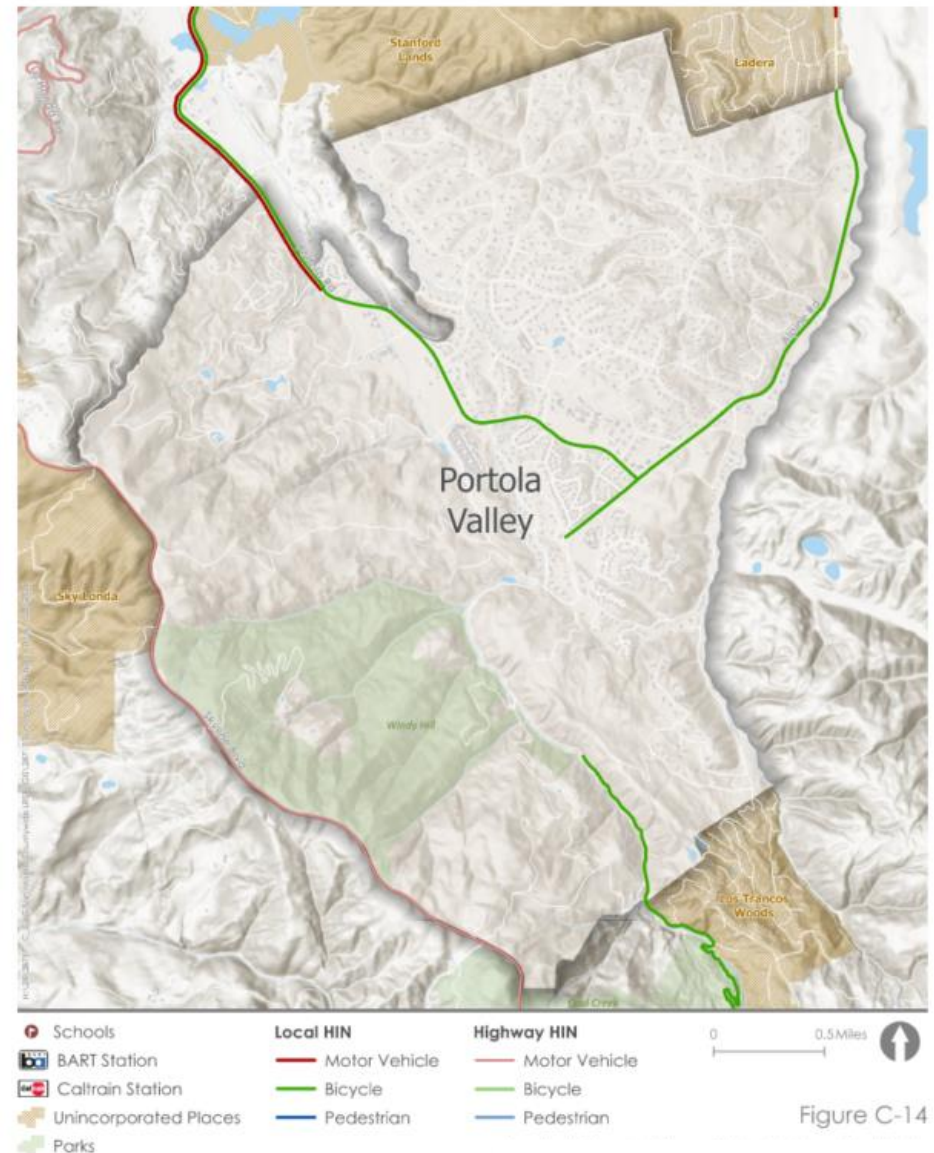 Stanford
Lands
Ladera
Portola
Valley
Sky Londa
Windy Hill
Los Trancos
Woods
Coal Creek
Schools
BART Station
Caltrain Station
Unincorporated Places
Parks
Local HIN
Motor Vehicle
Bicycle
Pedestrian
Highway HIN
Motor Vehicle
Bicycle
Pedestrian
0 0.5 Miles
Figure C-14